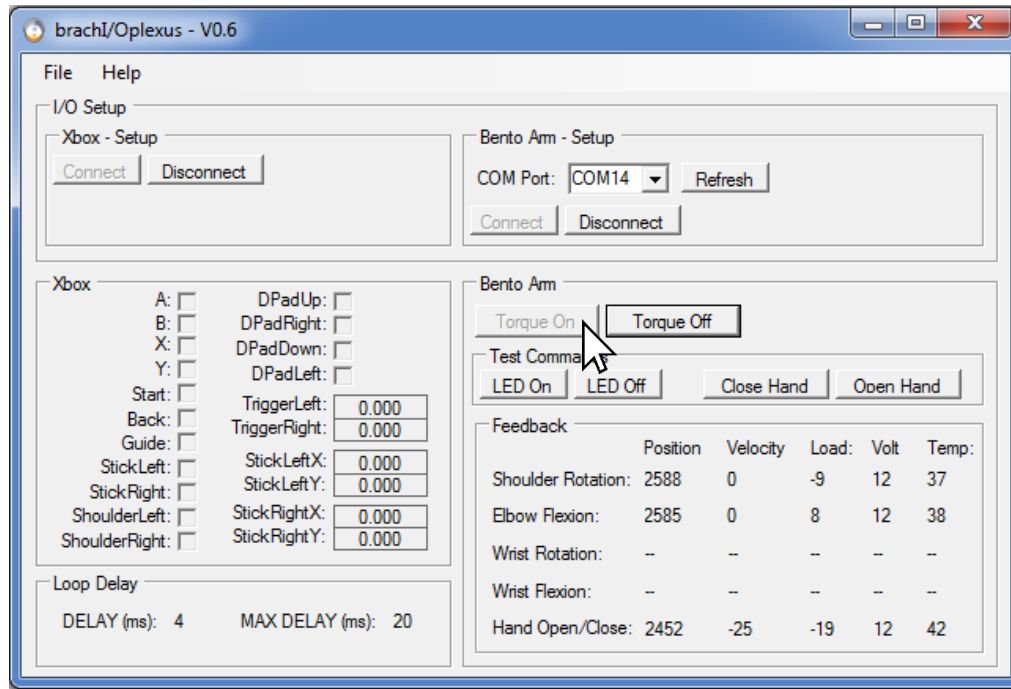 brachI/Oplexus - V0.6
File Help
I/O Setup
Xbox - Setup
Connect Disconnect
Bento Arm - Setup
COM Port: COM14 Refresh
Connect Disconnect
Xbox
A: DPadUp:
B: DPadRight:
X: DPadDown:
Y: DPadLeft:
Start:
Back:
Guide:
StickLeft:
StickRight:
ShoulderLeft:
ShoulderRight:
TriggerLeft: 0.000
TriggerRight: 0.000
StickLeftX: 0.000
StickLeftY: 0.000
StickRightX: 0.000
StickRightY: 0.000
Loop Delay
DELAY (ms): 4 MAX DELAY (ms): 20
Bento Arm
Torque On Torque Off
Test Commands
LED On LED Off Close Hand Open Hand
Feedback
Position Velocity Load: Volt Temp:
Shoulder Rotation: 2588 0 -9 12 37
Elbow Flexion: 2585 0 8 12 38
Wrist Rotation: -- -- -- -- --
Wrist Flexion: -- -- -- -- --
Hand Open/Close: 2452 -25 -19 12 42